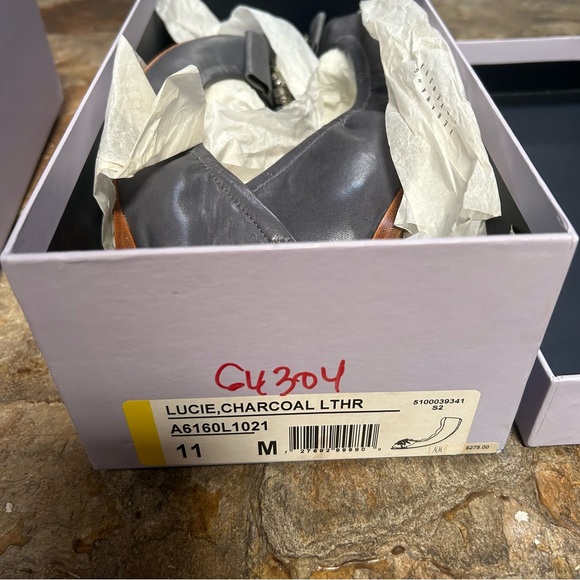 C4304
LUCIE,CHARCOAL LTHR
5100039341
S2
A6160L1021
11 M
$275.00